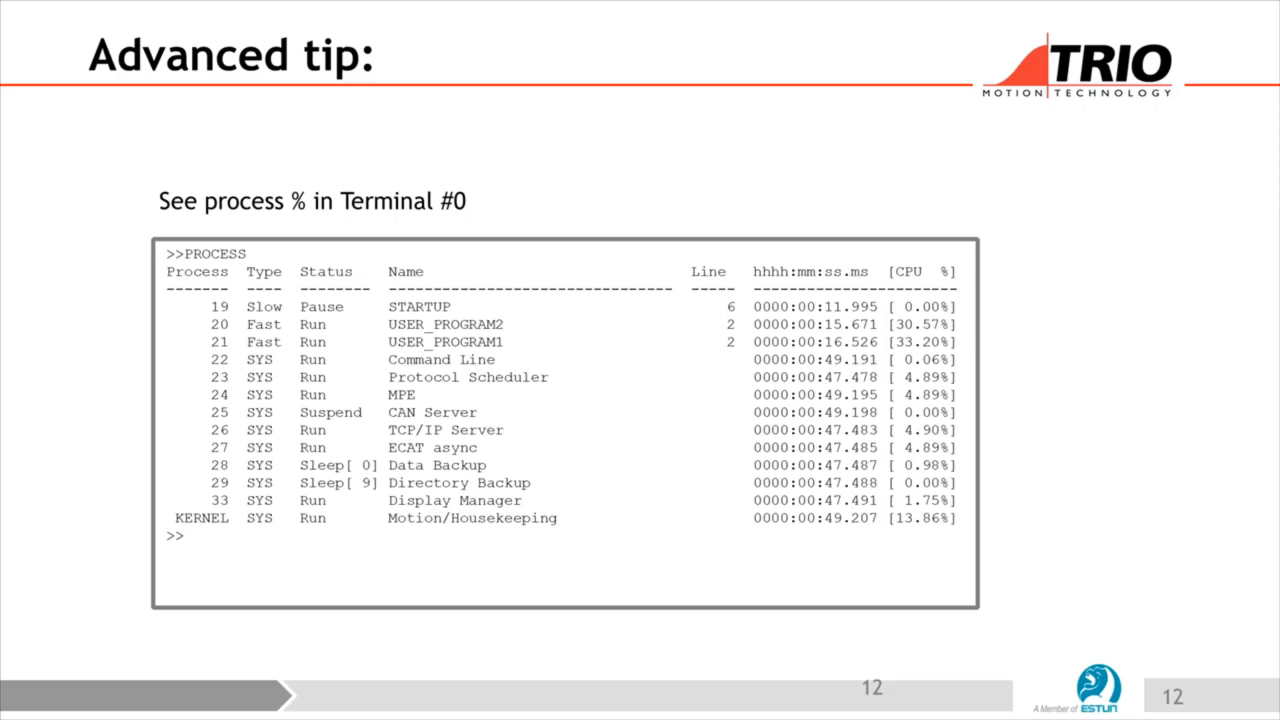 Advanced tip:
TRIO
MOTION TECHNOLOGY
See process % in Terminal #0
>>PROCESS
Process Type Status Name Line hhhh:mm:ss.ms [CPU %]
------- ---- -------- -------------------------------- ----- -----------------------
19 Slow Pause STARTUP 6 0000:00:11.995 [ 0.00%]
20 Fast Run USER_PROGRAM2 2 0000:00:15.671 [30.57%]
21 Fast Run USER_PROGRAM1 2 0000:00:16.526 [33.20%]
22 SYS Run Command Line 0000:00:49.191 [ 0.06%]
23 SYS Run Protocol Scheduler 0000:00:47.478 [ 4.89%]
24 SYS Run MPE 0000:00:49.195 [ 4.89%]
25 SYS Suspend CAN Server 0000:00:49.198 [ 0.00%]
26 SYS Run TCP/IP Server 0000:00:47.483 [ 4.90%]
27 SYS Run ECAT async 0000:00:47.485 [ 4.89%]
28 SYS Sleep[ 0] Data Backup 0000:00:47.487 [ 0.98%]
29 SYS Sleep[ 9] Directory Backup 0000:00:47.488 [ 0.00%]
33 SYS Run Display Manager 0000:00:47.491 [ 1.75%]
KERNEL SYS Run Motion/Housekeeping 0000:00:49.207 [13.86%]
>>
12
A Member of ESTUN
12